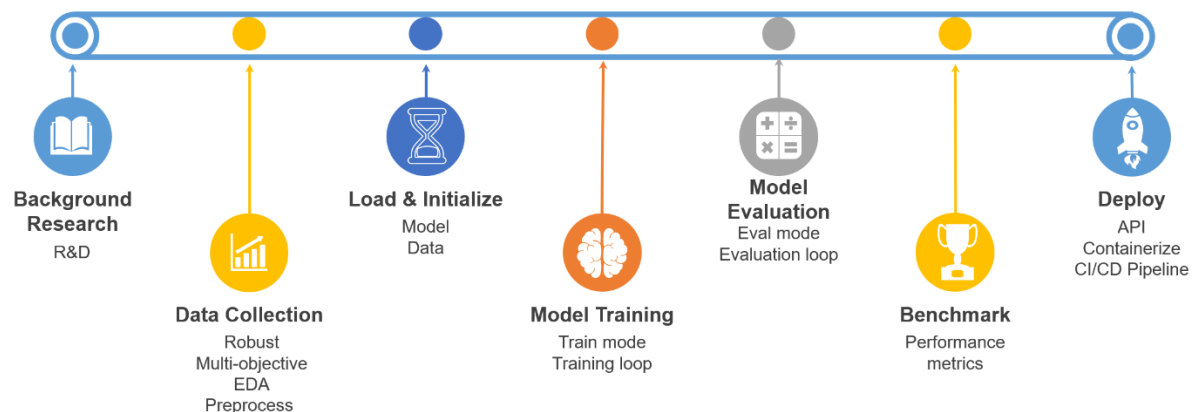 Background
Research
R&D
Data Collection
Robust
Multi-objective
EDA
Preprocess
Load & Initialize
Model
Data
Model Training
Train mode
Training loop
Model
Evaluation
Eval mode
Evaluation loop
Benchmark
Performance
metrics
Deploy
API
Containerize
CI/CD Pipeline